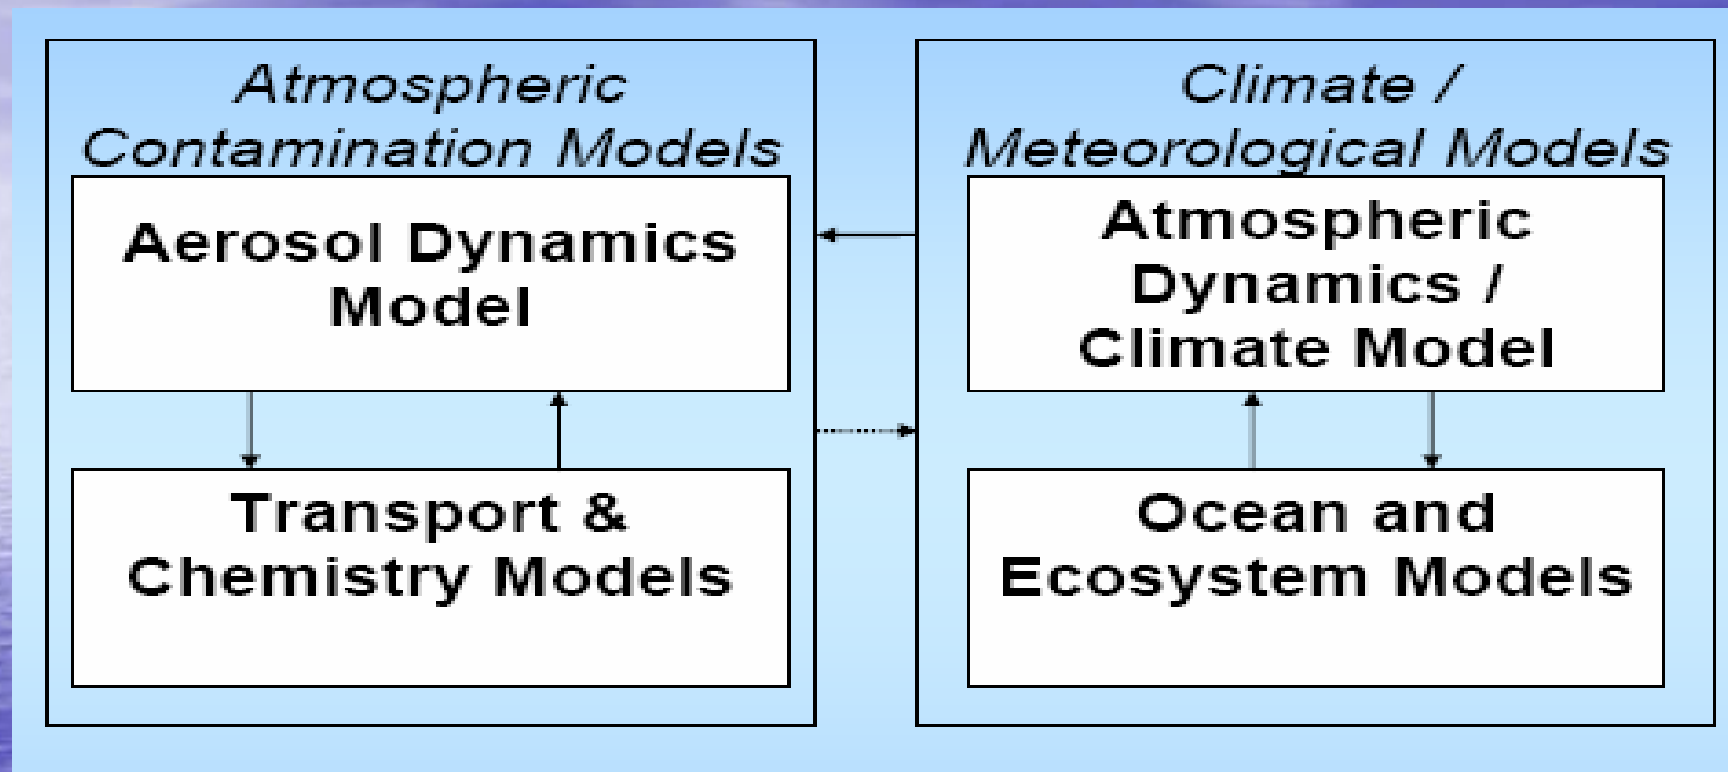 Atmospheric
Contamination Models
Aerosol Dynamics
Model
Transport &
Chemistry Models
Climate /
Meteorological Models
Atmospheric
Dynamics /
Climate Model
Ocean and
Ecosystem Models